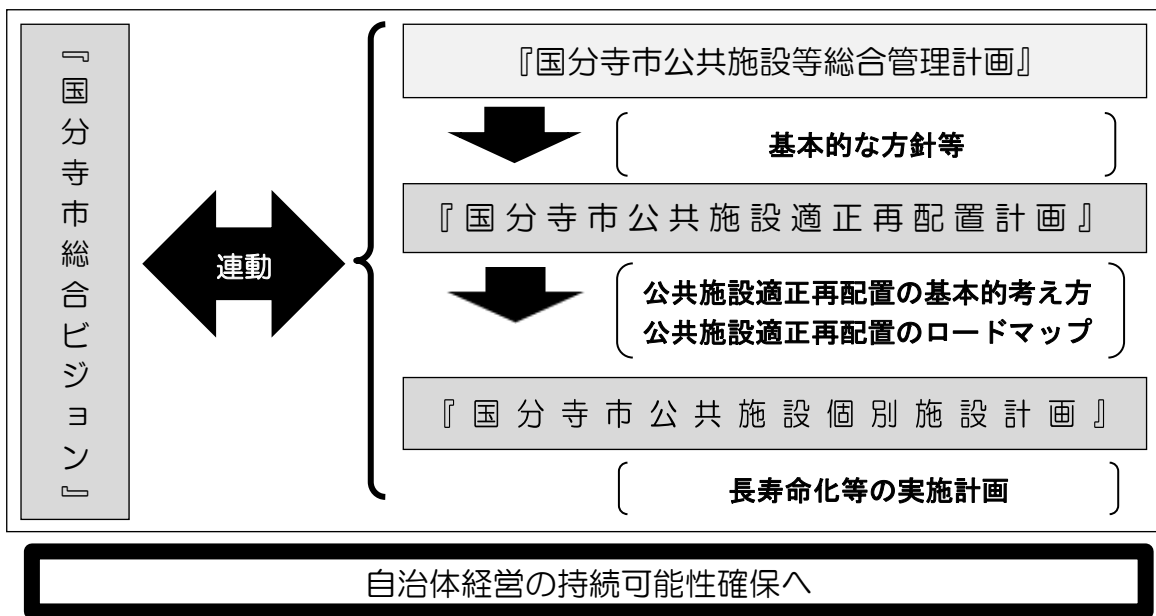 『国分寺市総合ビジョン』
連動
『国分寺市公共施設等総合管理計画』
基本的な方針等
『国分寺市公共施設適正再配置計画』
公共施設適正再配置の基本的考え方
公共施設適正再配置のロードマップ
『国分寺市公共施設個別施設計画』
長寿命化等の実施計画
自治体経営の持続可能性確保へ